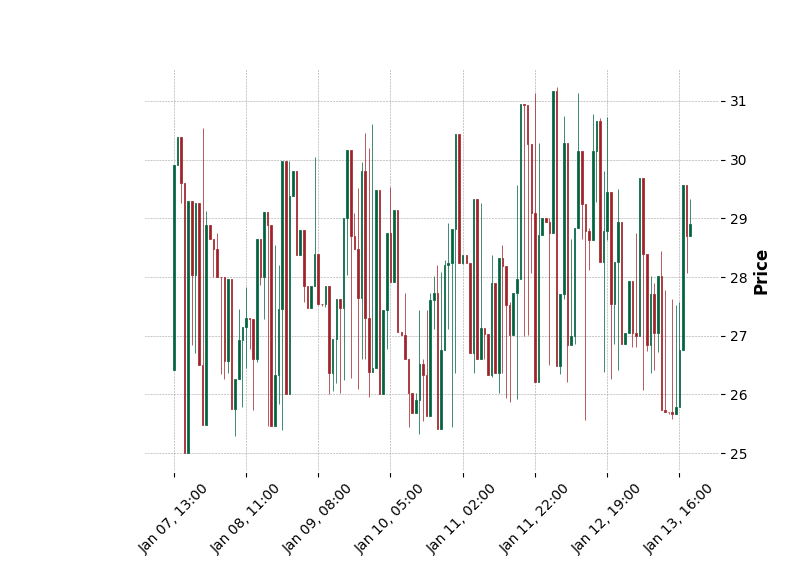 31
30
29
28
27
26
25
Price
Jan 07, 13:00
Jan 08, 11:00
Jan 09, 08:00
Jan 10, 05:00
Jan 11, 02:00
Jan 11, 22:00
Jan 12, 19:00
Jan 13, 16:00